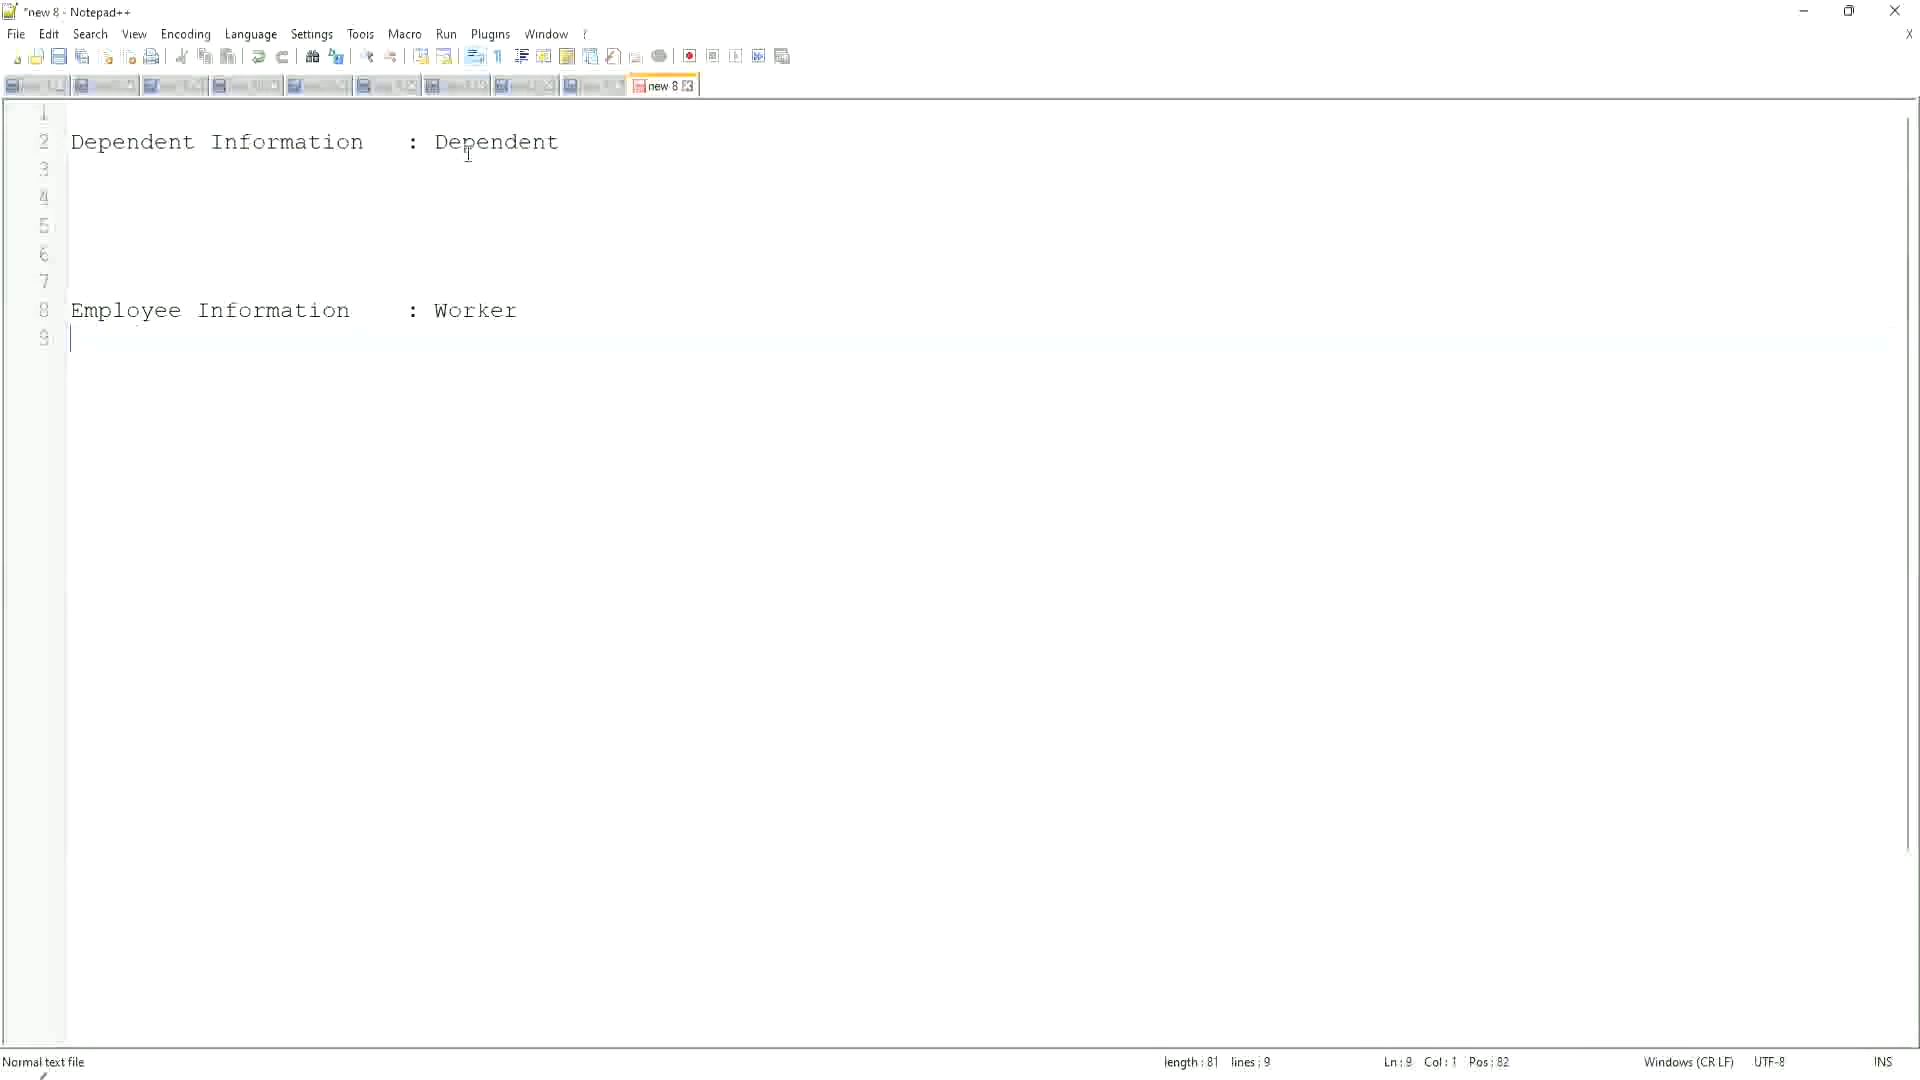 *new 8 - Notepad++
File Edit Search View Encoding Language Settings Tools Macro Run Plugins Window ?
X
new 8
1
2 Dependent Information : Dependent
3
4
5
6
7
8 Employee Information : Worker
9
Normal text file length : 81 lines : 9 Ln : 9 Col : 1 Pos : 82 Windows (CR LF) UTF-8 INS